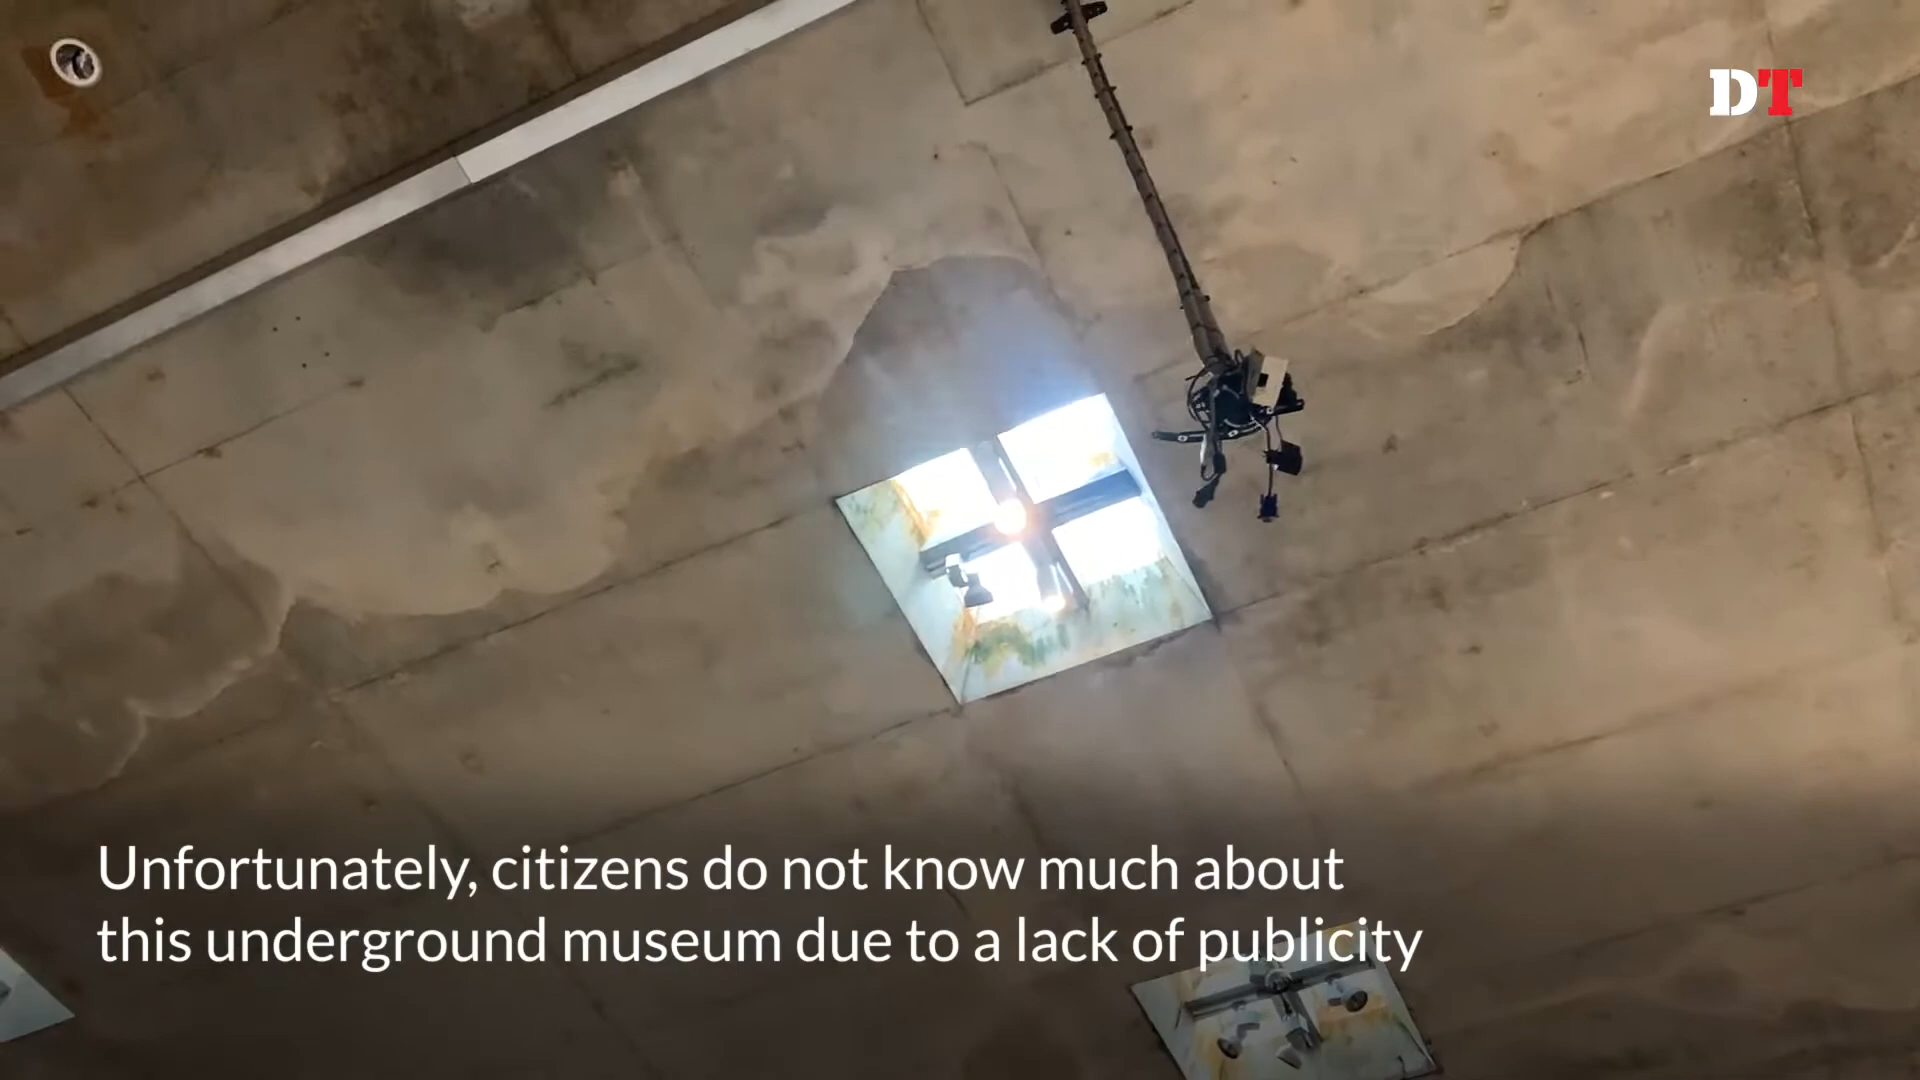 DT
Unfortunately, citizens do not know much about
this underground museum due to a lack of publicity